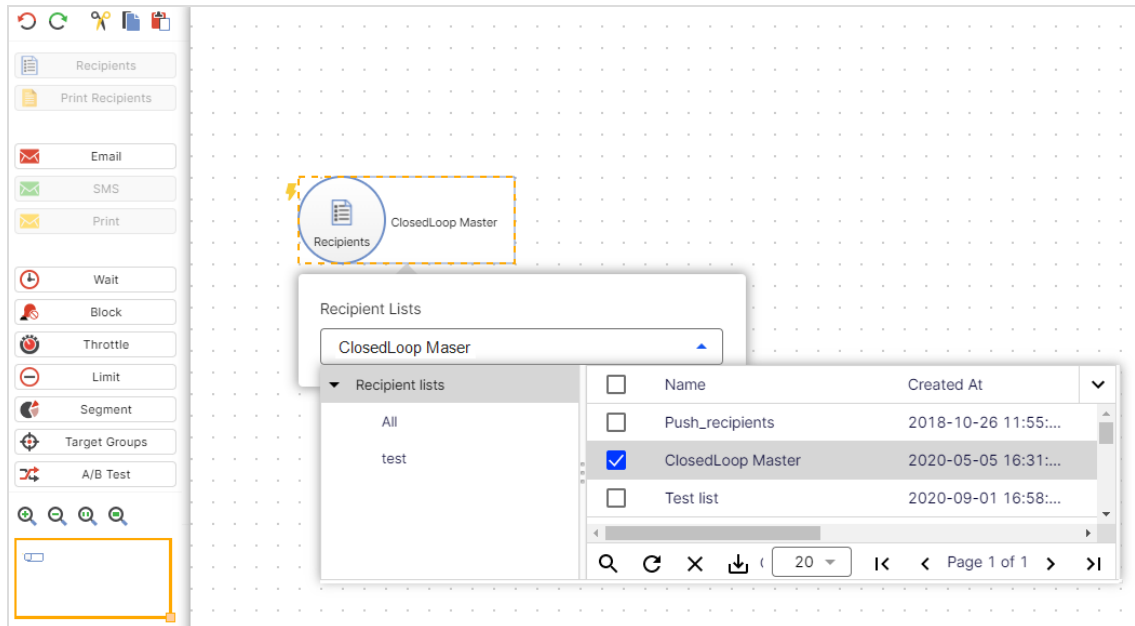 Recipients
Print Recipients
Email
SMS
Print
Wait
Block
Throttle
Limit
Segment
Target Groups
A/B Test
Recipients
ClosedLoop Master
Recipient Lists
ClosedLoop Maser
Recipient lists
All
test
Name Created At
Push_recipients 2018-10-26 11:55:...
ClosedLoop Master 2020-05-05 16:31:...
Test list 2020-09-01 16:58:...
20 Page 1 of 1